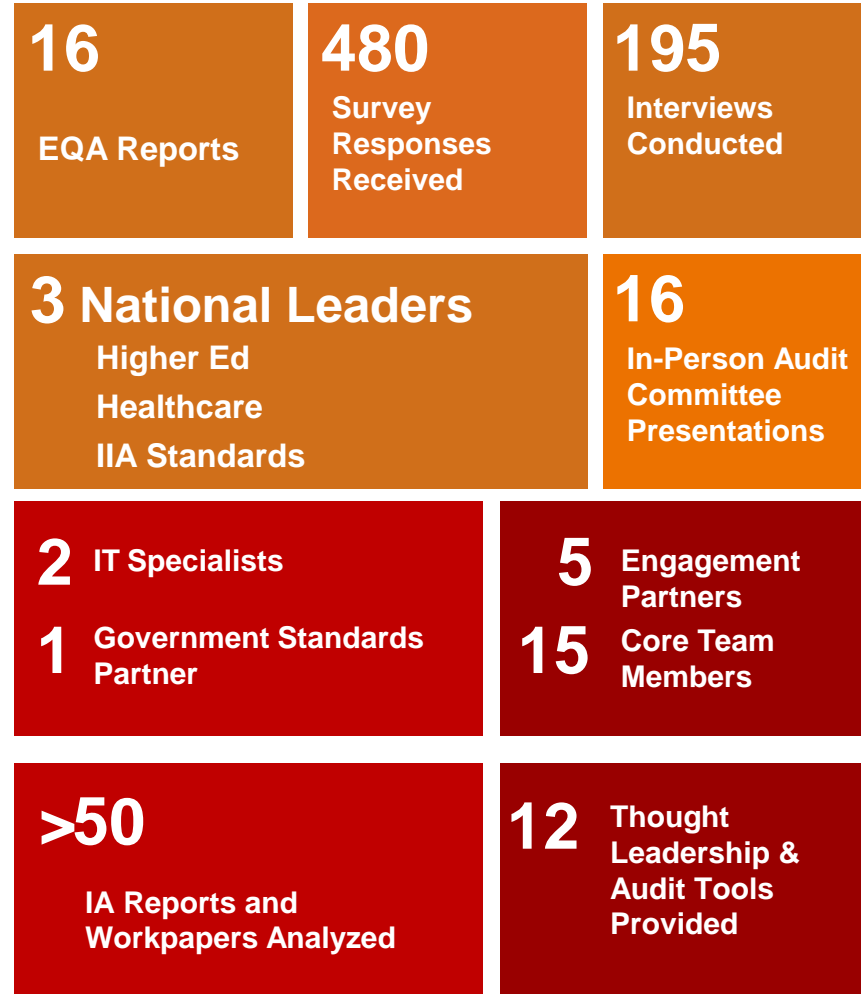 16
EQA Reports
480
Survey
Responses
Received
195
Interviews
Conducted
3 National Leaders
Higher Ed
Healthcare
IIA Standards
16
In-Person Audit
Committee
Presentations
2 IT Specialists
1 Government Standards
Partner
5 Engagement
Partners
15 Core Team
Members
>50
IA Reports and
Workpapers Analyzed
12 Thought
Leadership &
Audit Tools
Provided